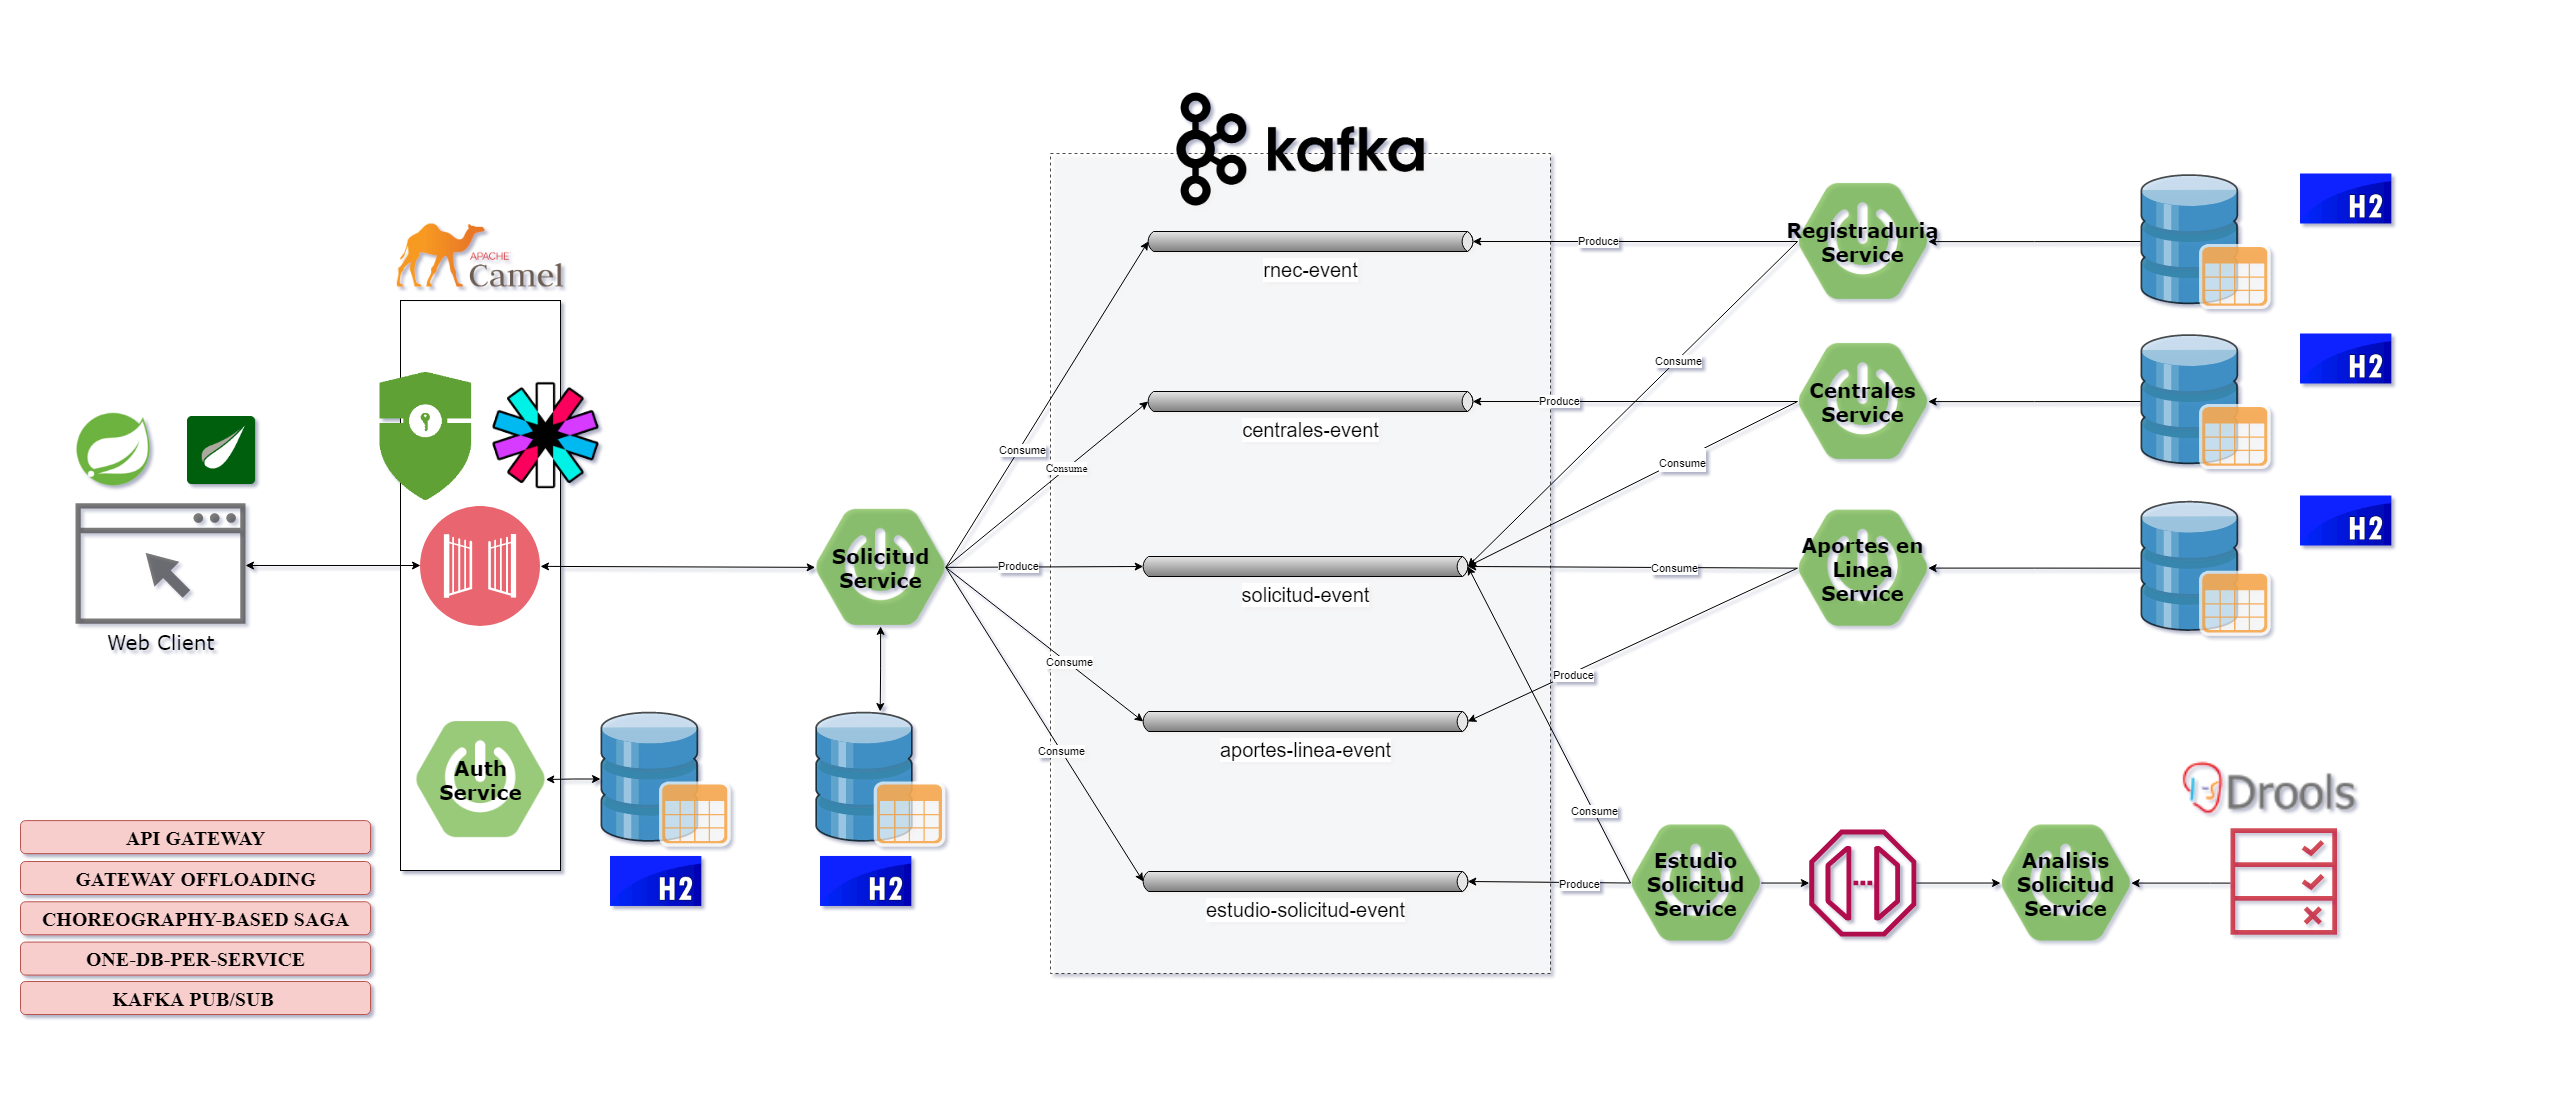 kafka
APACHE
Camel
Web Client
Auth
Service
H2
API GATEWAY
GATEWAY OFFLOADING
CHOREOGRAPHY-BASED SAGA
ONE-DB-PER-SERVICE
KAFKA PUB/SUB
Solicitud
Service
H2
Consume
Consume
Produce
Consume
Consume
rnec-event
centrales-event
solicitud-event
aportes-linea-event
estudio-solicitud-event
Produce
Consume
Produce
Consume
Consume
Produce
Consume
Produce
Registraduria
Service
H2
Centrales
Service
H2
Aportes en
Linea
Service
H2
Estudio
Solicitud
Service
Analisis
Solicitud
Service
Drools